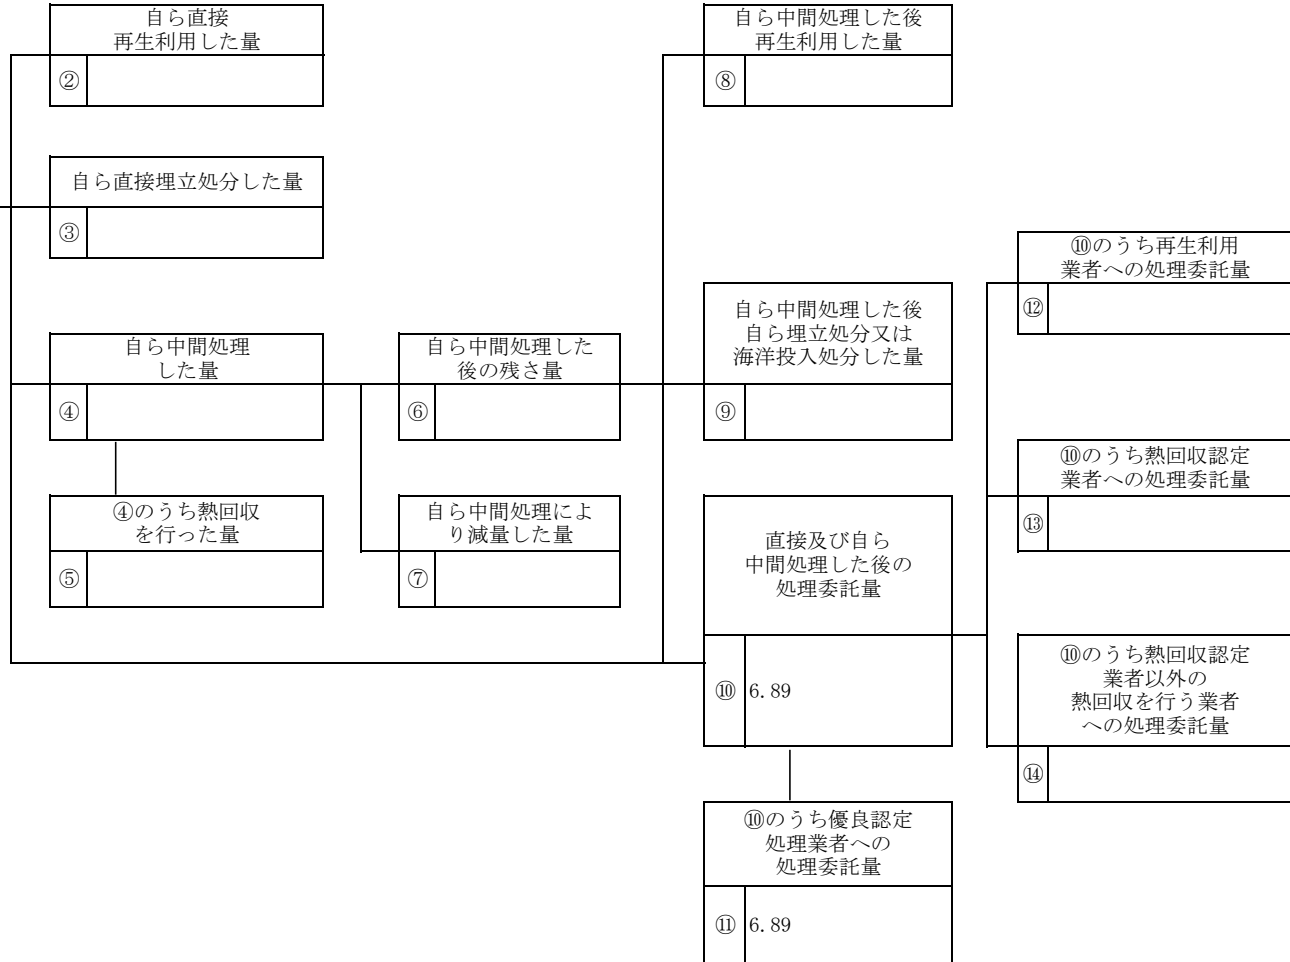 自ら直接
再生利用した量
②
自ら直接埋立処分した量
③
自ら中間処理
した量
④
④のうち熱回収
を行った量
⑤
自ら中間処理した
後の残さ量
⑥
自ら中間処理によ
り減量した量
⑦
自ら中間処理した後
再生利用した量
⑧
自ら中間処理した後
自ら埋立処分又は
海洋投入処分した量
⑨
直接及び自ら
中間処理した後の
処理委託量
⑩ 6.89
⑩のうち優良認定
処理業者への
処理委託量
⑪ 6.89
⑩のうち再生利用
業者への処理委託量
⑫
⑩のうち熱回収認定
業者への処理委託量
⑬
⑩のうち熱回収認定
業者以外の
熱回収を行う業者
への処理委託量
⑭